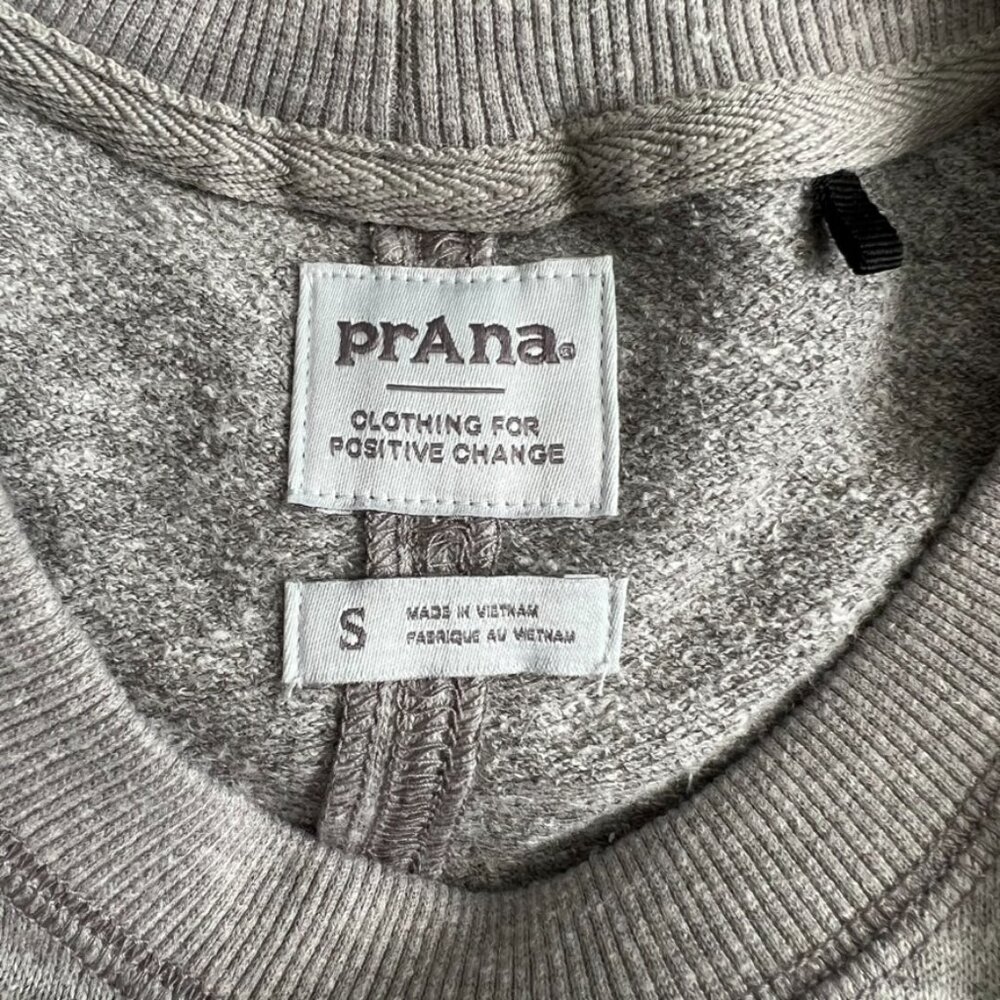 prAna®
CLOTHING FOR
POSITIVE CHANGE
S
MADE IN VIETNAM
FABRIQUE AU VIETNAM